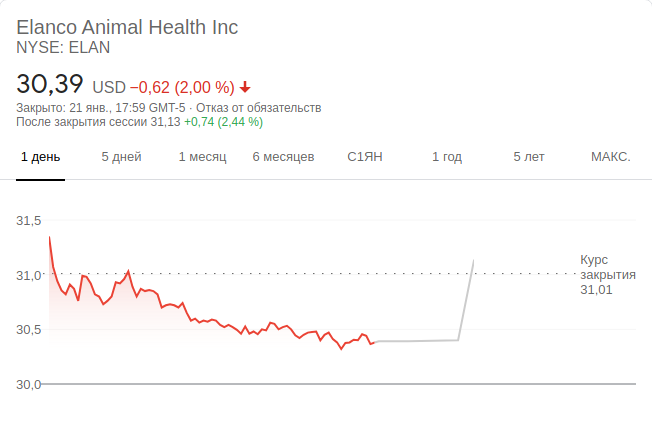 Elanco Animal Health Inc
NYSE: ELAN
30,39 USD −0,62 (2,00 %)
Закрыто: 21 янв., 17:59 GMT-5 · Отказ от обязательств
После закрытия сессии 31,13 +0,74 (2,44 %)
1 день 5 дней 1 месяц 6 месяцев С1ЯН 1 год 5 лет МАКС.
31,5
31,0
30,5
30,0
Курс
закрытия
31,01